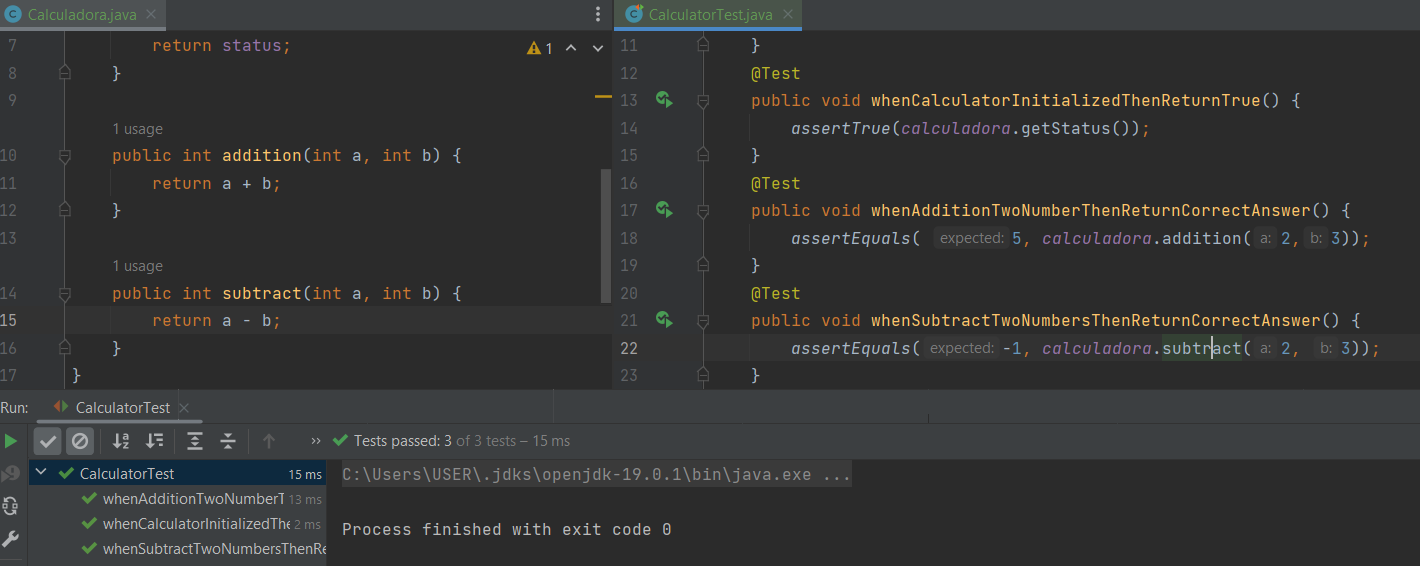 Calculadora.java
7 return status;
1
8 }
9
1 usage
10 public int addition(int a, int b) {
11 return a + b;
12 }
13
1 usage
14 public int subtract(int a, int b) {
15 return a - b;
16 }
17 }
CalculatorTest.java
11 }
12 @Test
13 public void whenCalculatorInitializedThenReturnTrue() {
14 assertTrue(calculadora.getStatus());
15 }
16 @Test
17 public void whenAdditionTwoNumberThenReturnCorrectAnswer() {
18 assertEquals( expected: 5, calculadora.addition( a: 2, b: 3));
19 }
20 @Test
21 public void whenSubtractTwoNumbersThenReturnCorrectAnswer() {
22 assertEquals( expected: -1, calculadora.subtract( a: 2, b: 3));
23 }
Run: CalculatorTest
Tests passed: 3 of 3 tests – 15 ms
CalculatorTest 15 ms
whenAdditionTwoNumberT 13 ms
whenCalculatorInitializedThe 2 ms
whenSubtractTwoNumbersThenRe
C:\Users\USER\.jdks\openjdk-19.0.1\bin\java.exe ...
Process finished with exit code 0